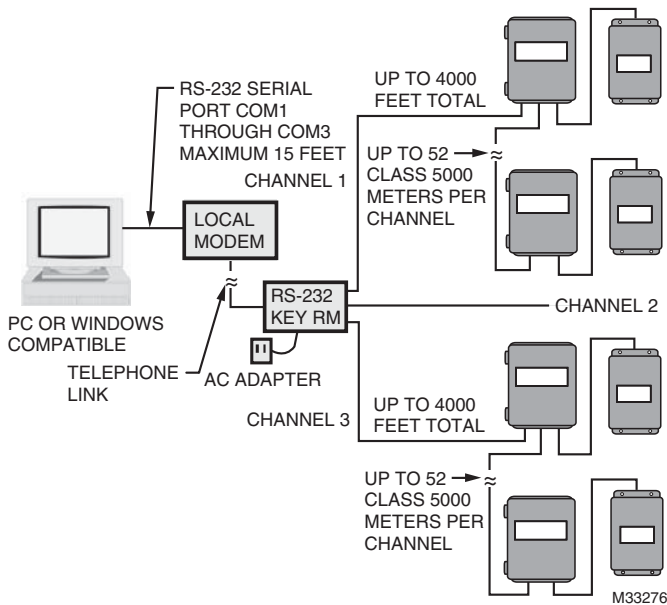 RS-232 SERIAL
PORT COM1
THROUGH COM3
MAXIMUM 15 FEET
CHANNEL 1
UP TO 4000
FEET TOTAL
UP TO 52
CLASS 5000
METERS PER
CHANNEL
LOCAL
MODEM
RS-232
KEY RM
CHANNEL 2
PC OR WINDOWS
COMPATIBLE
TELEPHONE
LINK
AC ADAPTER
CHANNEL 3
UP TO 4000
FEET TOTAL
UP TO 52
CLASS 5000
METERS PER
CHANNEL
M33276